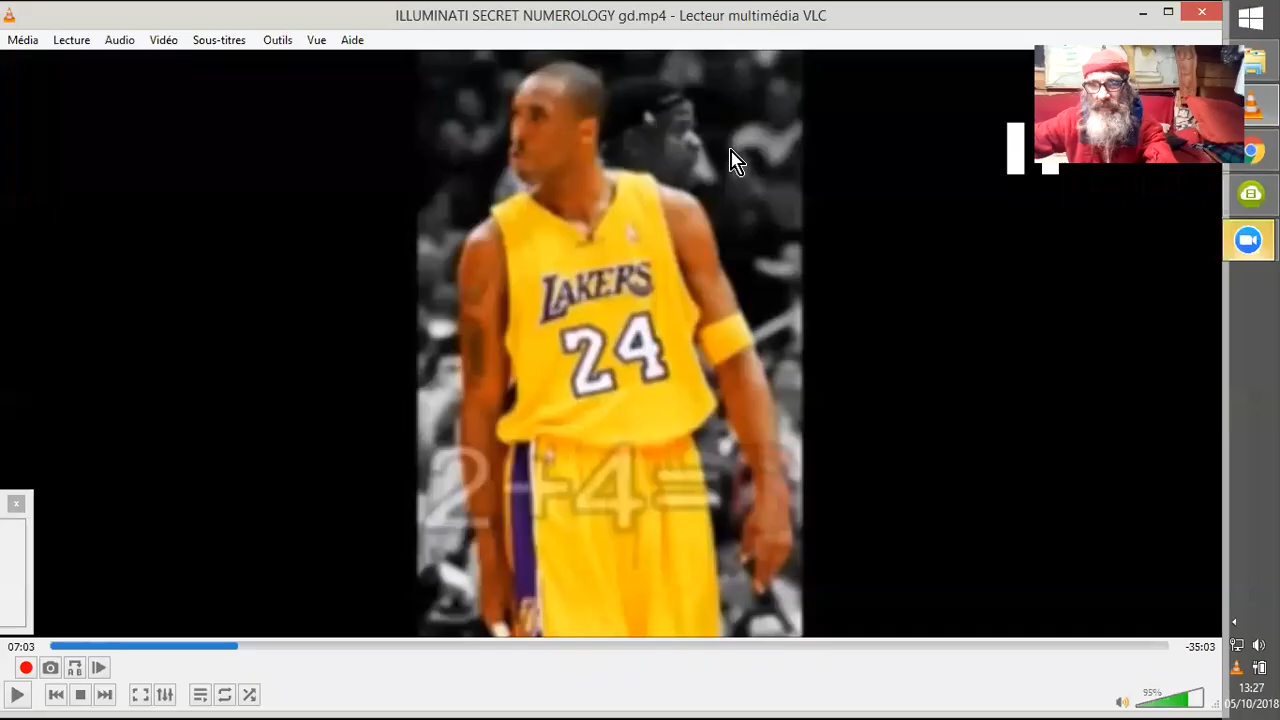 ILLUMINATI SECRET NUMEROLOGY gd.mp4 - Lecteur multimédia VLC
Média Lecture Audio Vidéo Sous-titres Outils Vue Aide
LAKERS
24
2+4=
x
07:03
-35:03
A B
95%
13:27
05/10/2018